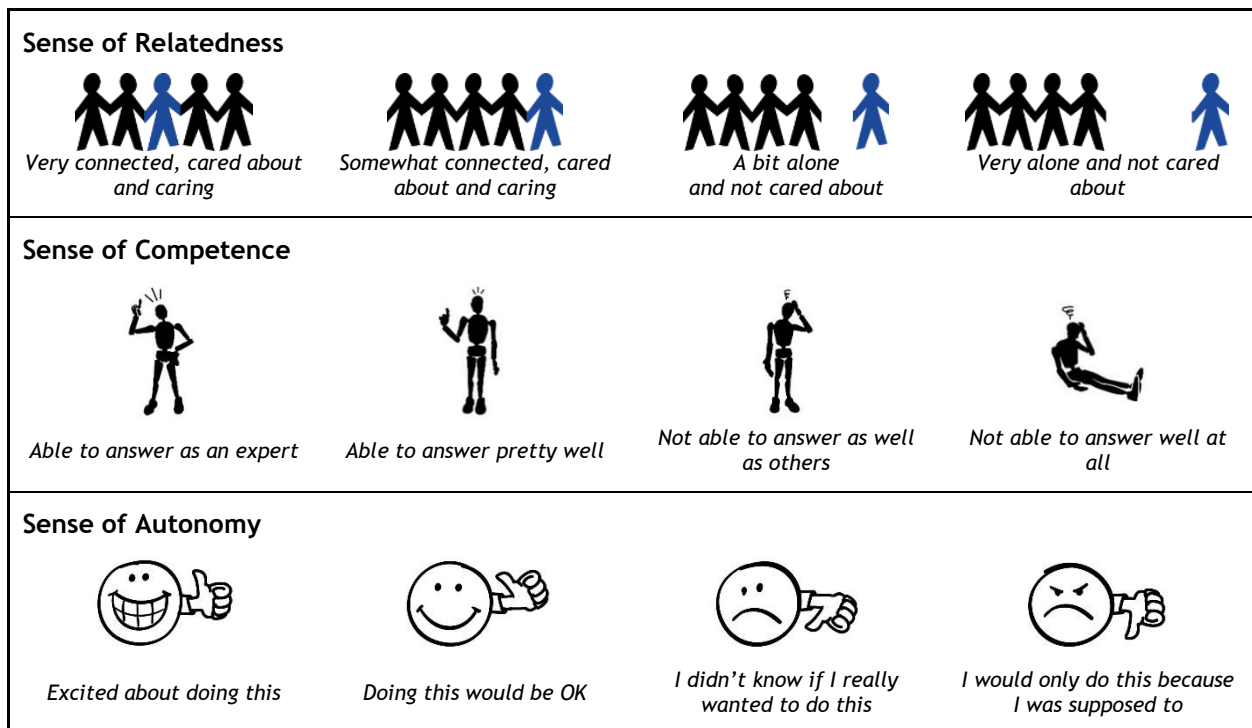 Sense of Relatedness
Very connected, cared about
and caring
Somewhat connected, cared
about and caring
A bit alone
and not cared about
Very alone and not cared
about
Sense of Competence
Able to answer as an expert
Able to answer pretty well
Not able to answer as well
as others
Not able to answer well at
all
Sense of Autonomy
Excited about doing this
Doing this would be OK
I didn’t know if I really
wanted to do this
I would only do this because
I was supposed to